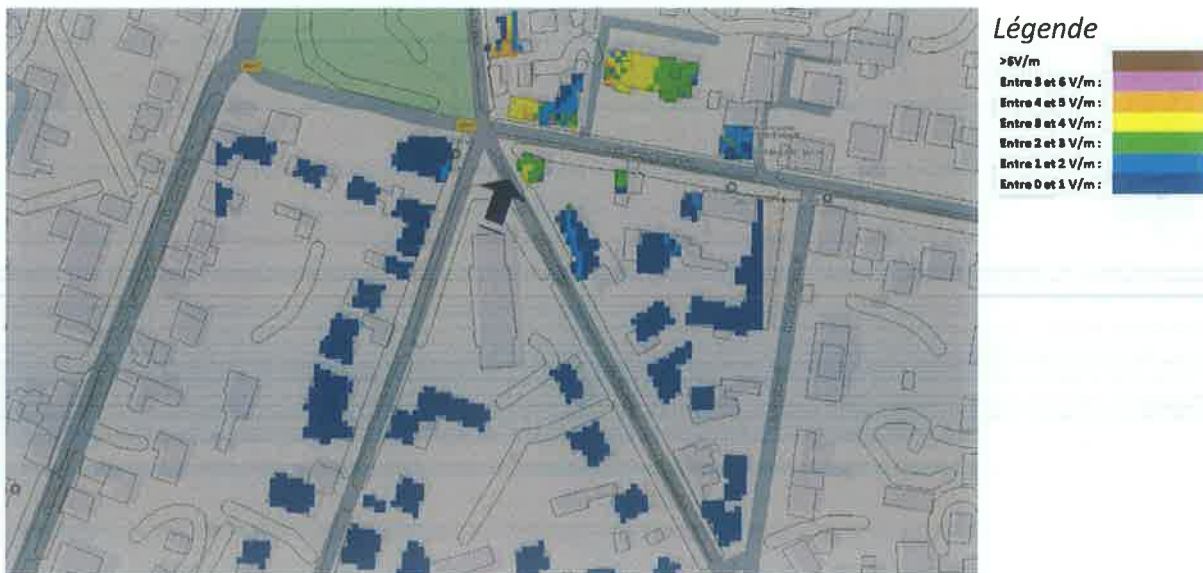 Légende
>6V/m
Entre 5 et 6 V/m :
Entre 4 et 5 V/m :
Entre 3 et 4 V/m :
Entre 2 et 3 V/m :
Entre 1 et 2 V/m :
Entre 0 et 1 V/m :